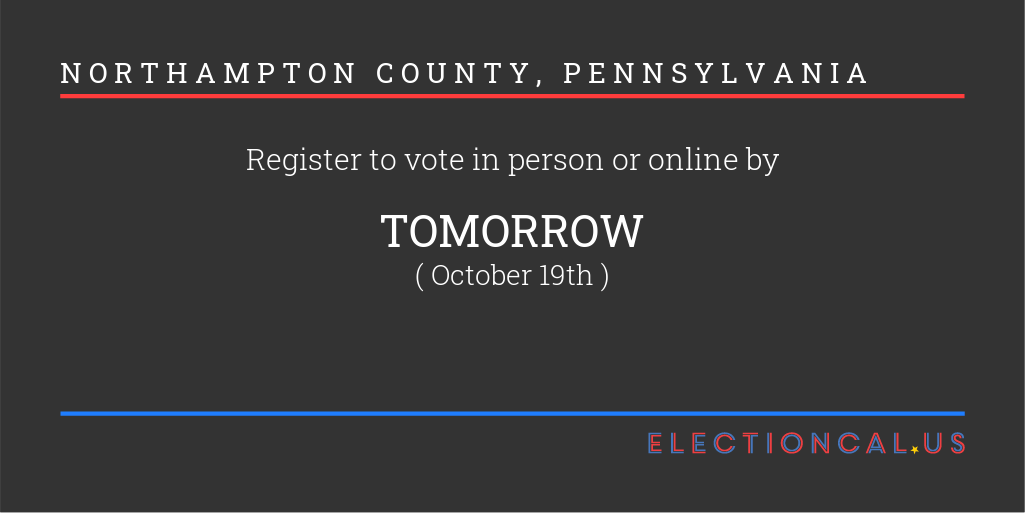 NORTHAMPTON COUNTY, PENNSYLVANIA
Register to vote in person or online by
TOMORROW
( October 19th )
ELECTIONCAL.US